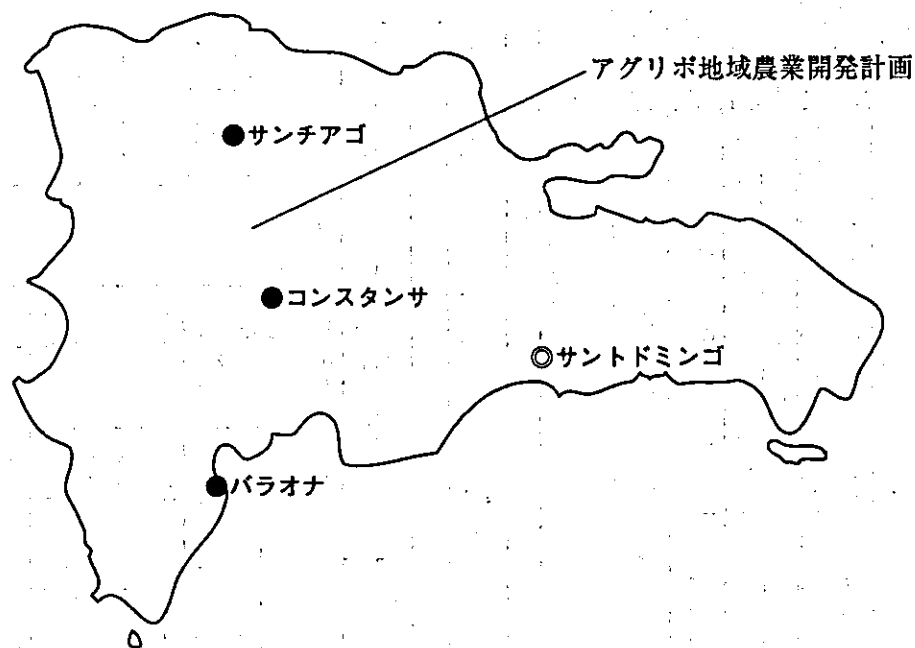 アグリポ地域農業開発計画
サンチアゴ
コンスタンサ
サントドミンゴ
バラオナ